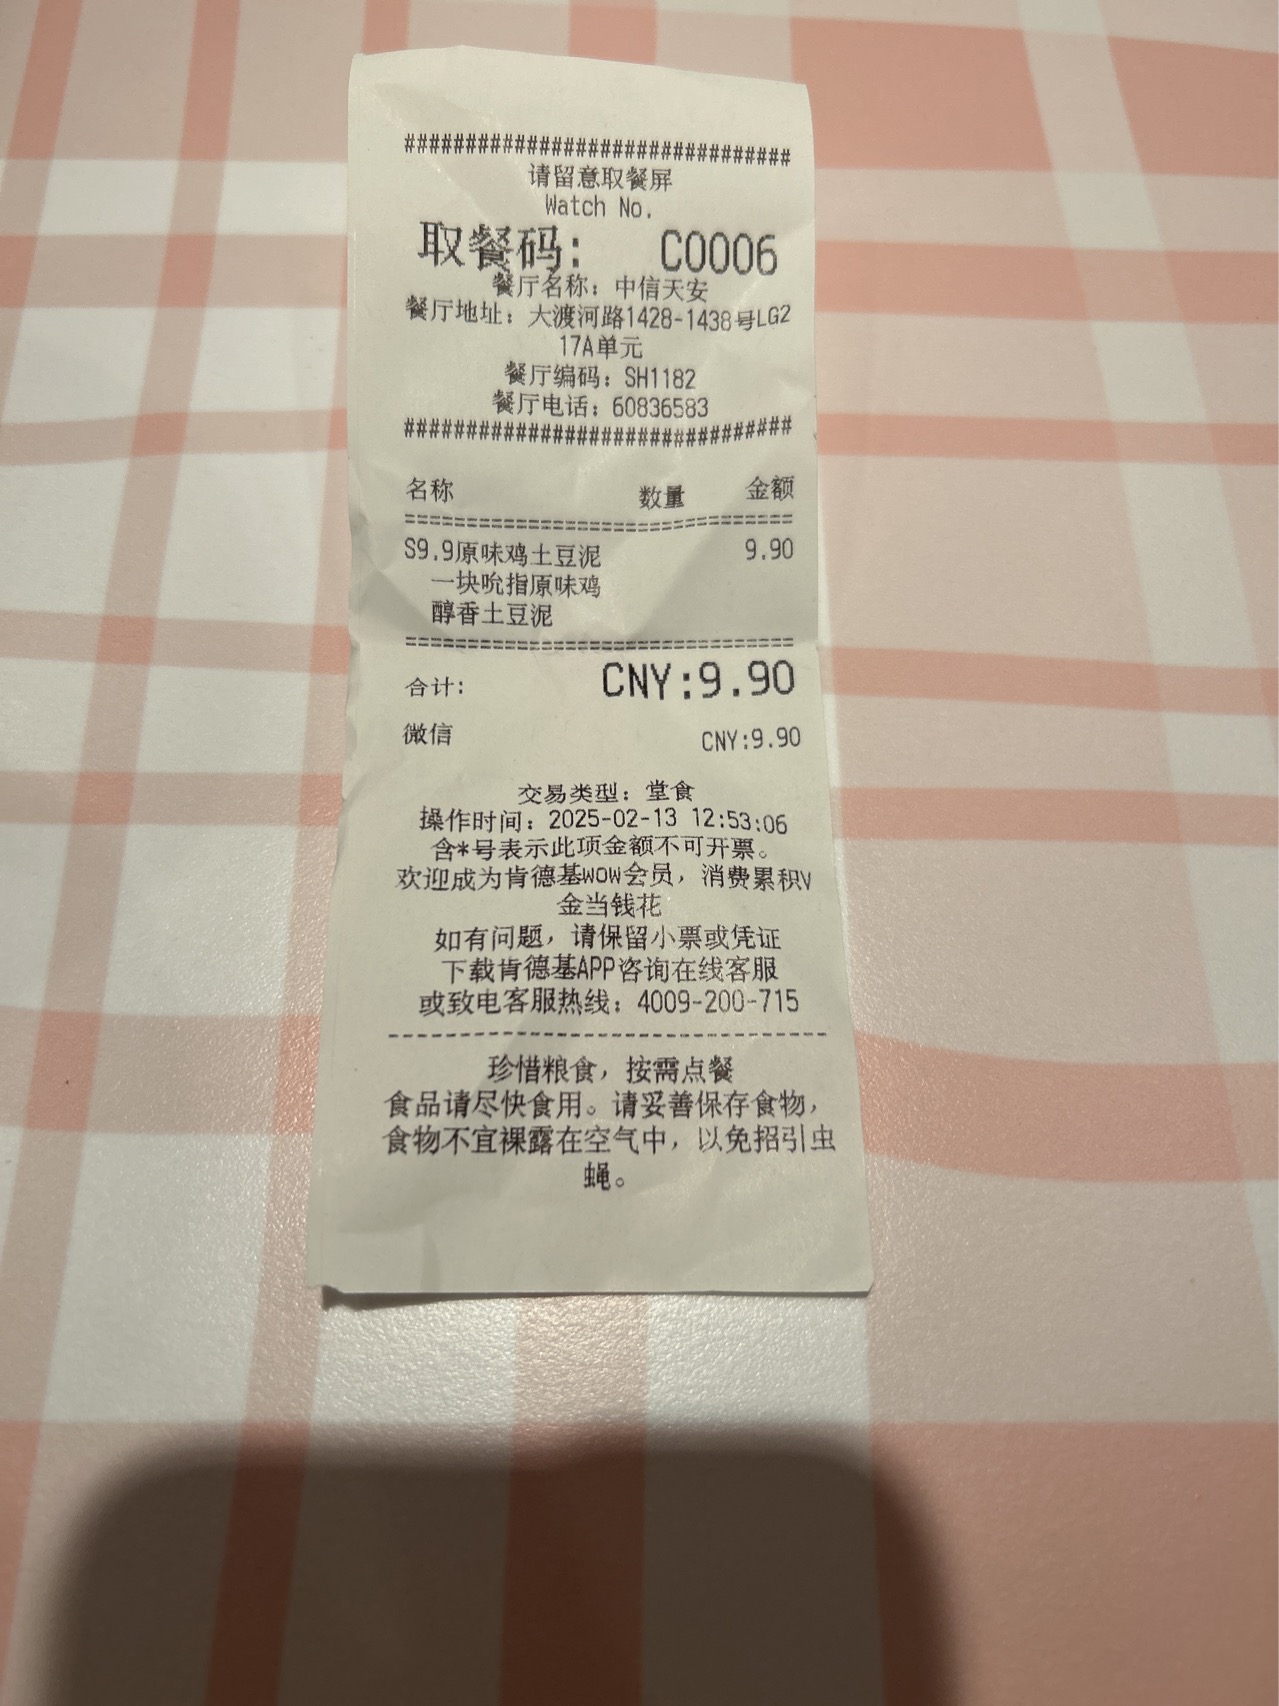 ################################
请留意取餐屏
Watch No.
取餐码： C0006
餐厅名称：中信天安
餐厅地址：大渡河路1428-1438号LG2
17A单元
餐厅编码：SH1182
餐厅电话：60836583
################################
名称 数量 金额
================================
S9.9原味鸡土豆泥 9.90
一块吮指原味鸡
醇香土豆泥
================================
合计： CNY:9.90
微信 CNY:9.90
交易类型：堂食
操作时间：2025-02-13 12:53:06
含*号表示此项金额不可开票。
欢迎成为肯德基WOW会员，消费累积V
金当钱花
如有问题，请保留小票或凭证
下载肯德基APP咨询在线客服
或致电客服热线：4009-200-715
--------------------------------
珍惜粮食，按需点餐
食品请尽快食用。请妥善保存食物，
食物不宜裸露在空气中，以免招引虫
蝇。